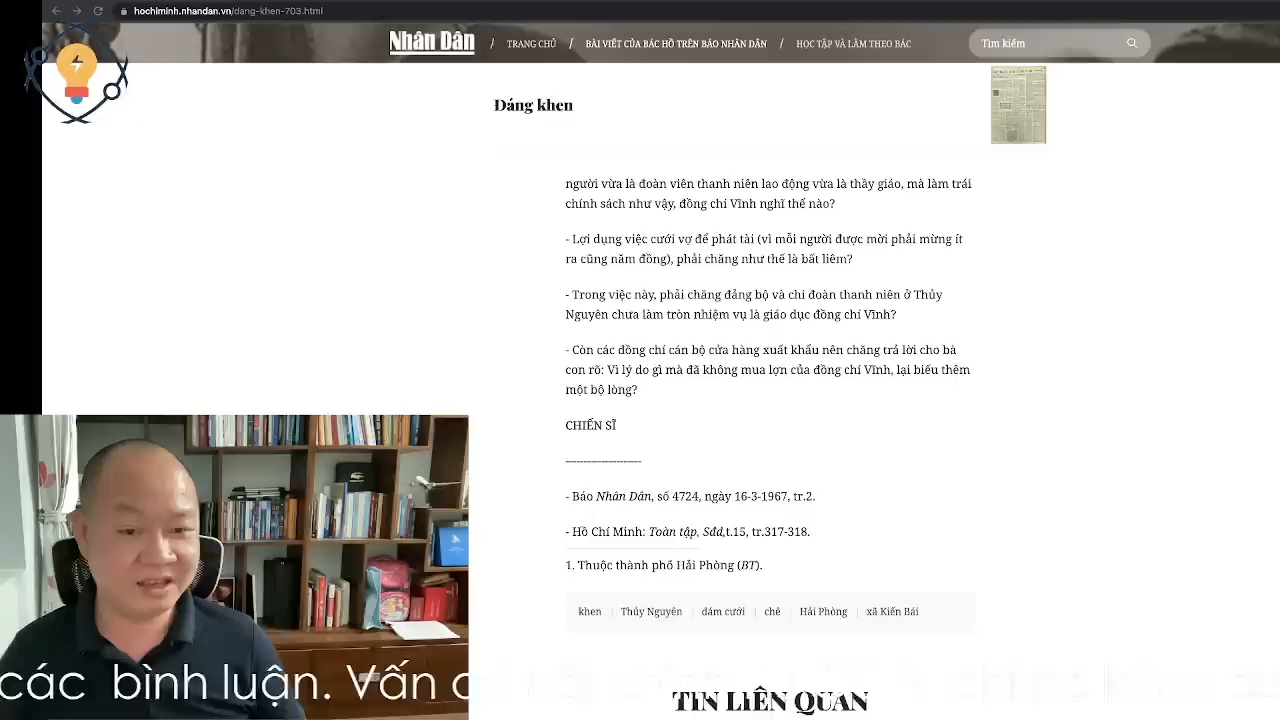 hochiminh.nhandan.vn/dang-khen-703.html
Nhân Dân / TRANG CHỦ / BÀI VIẾT CỦA BÁC HỒ TRÊN BÁO NHÂN DÂN / HỌC TẬP VÀ LÀM THEO BÁC Tìm kiếm
Dáng khen
người vừa là đoàn viên thanh niên lao động vừa là thầy giáo, mà làm trái
chính sách như vậy, đồng chí Vĩnh nghĩ thế nào?
- Lợi dụng việc cưới vợ để phát tài (vì mỗi người được mời phải mừng ít
ra cũng năm đồng), phải chăng như thế là bất liêm?
- Trong việc này, phải chăng đảng bộ và chi đoàn thanh niên ở Thủy
Nguyên chưa làm tròn nhiệm vụ là giáo dục đồng chí Vĩnh?
- Còn các đồng chí cán bộ cửa hàng xuất khẩu nên chăng trả lời cho bà
con rõ: Vì lý do gì mà đã không mua lợn của đồng chí Vĩnh, lại biếu thêm
một bộ lòng?
CHIẾN SĨ
---------------------
- Báo Nhân Dân, số 4724, ngày 16-3-1967, tr.2.
- Hồ Chí Minh: Toàn tập, Sđd,t.15, tr.317-318.
1. Thuộc thành phố Hải Phòng (BT).
khen | Thủy Nguyên | đám cưới | chê | Hải Phòng | xã Kiến Bái
các bình luận. Vấn
TIN LIÊN QUAN